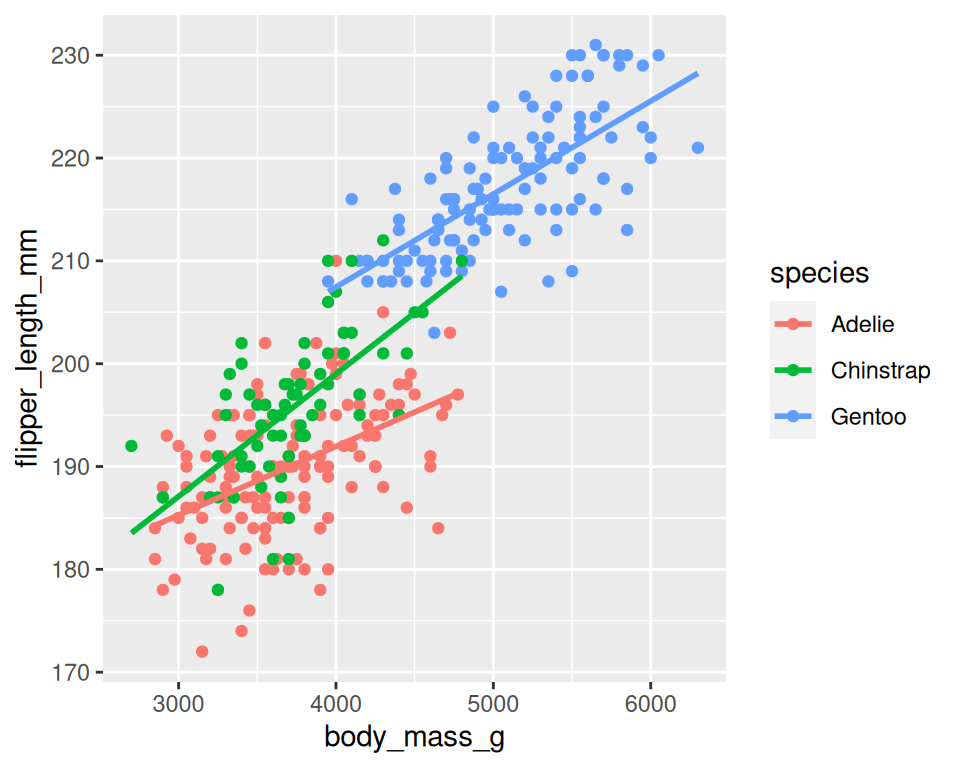 flipper_length_mm
230
220
210
200
190
180
170
3000 4000 5000 6000
body_mass_g
species
Adelie
Chinstrap
Gentoo